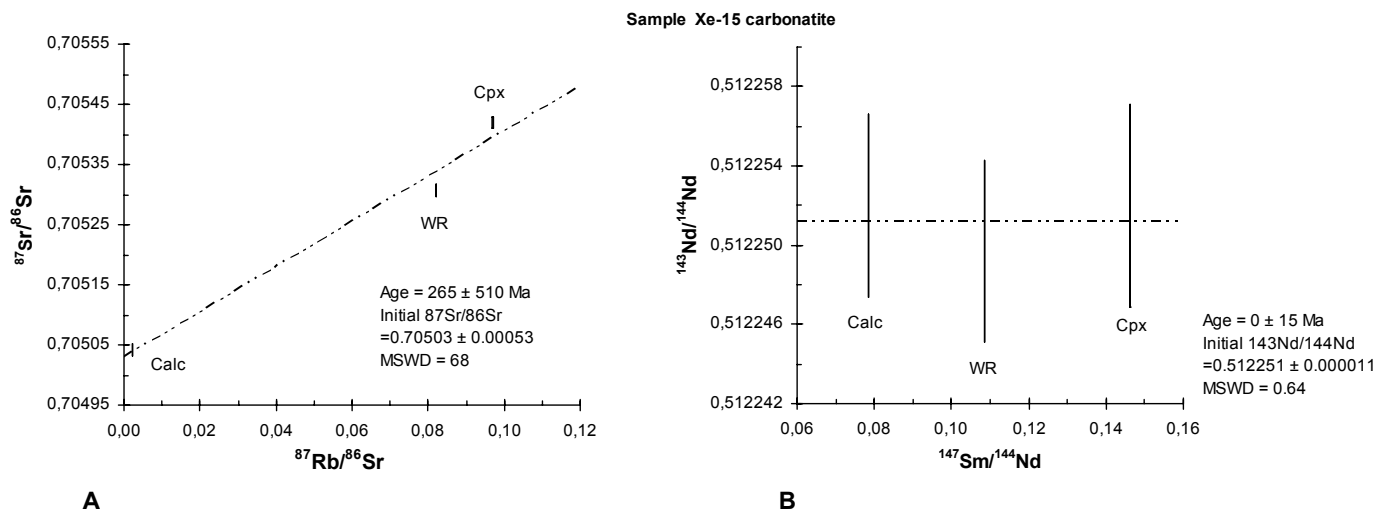 Sample Xe-15 carbonatite
0,70555
0,70545
0,70535
0,70525
0,70515
0,70505
0,70495
⁸⁷Sr/⁸⁶Sr
Cpx
WR
Calc
Age = 265 ± 510 Ma
Initial 87Sr/86Sr
=0.70503 ± 0.00053
MSWD = 68
0,00 0,02 0,04 0,06 0,08 0,10 0,12
⁸⁷Rb/⁸⁶Sr
A
0,512258
0,512254
0,512250
0,512246
0,512242
¹⁴³Nd/¹⁴⁴Nd
Calc
WR
Cpx
Age = 0 ± 15 Ma
Initial 143Nd/144Nd
=0.512251 ± 0.000011
MSWD = 0.64
0,06 0,08 0,10 0,12 0,14 0,16
¹⁴⁷Sm/¹⁴⁴Nd
B